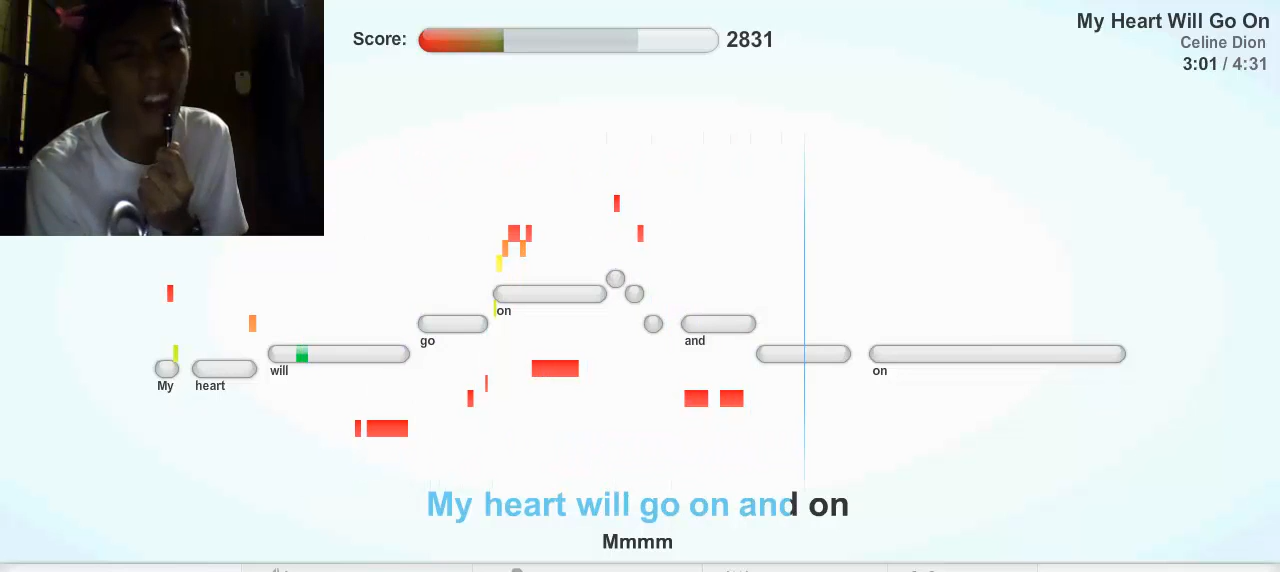 Score: 2831
My Heart Will Go On
Celine Dion
3:01 / 4:31
on
go
and
will
on
My
heart
My heart will go on and on
Mmmm